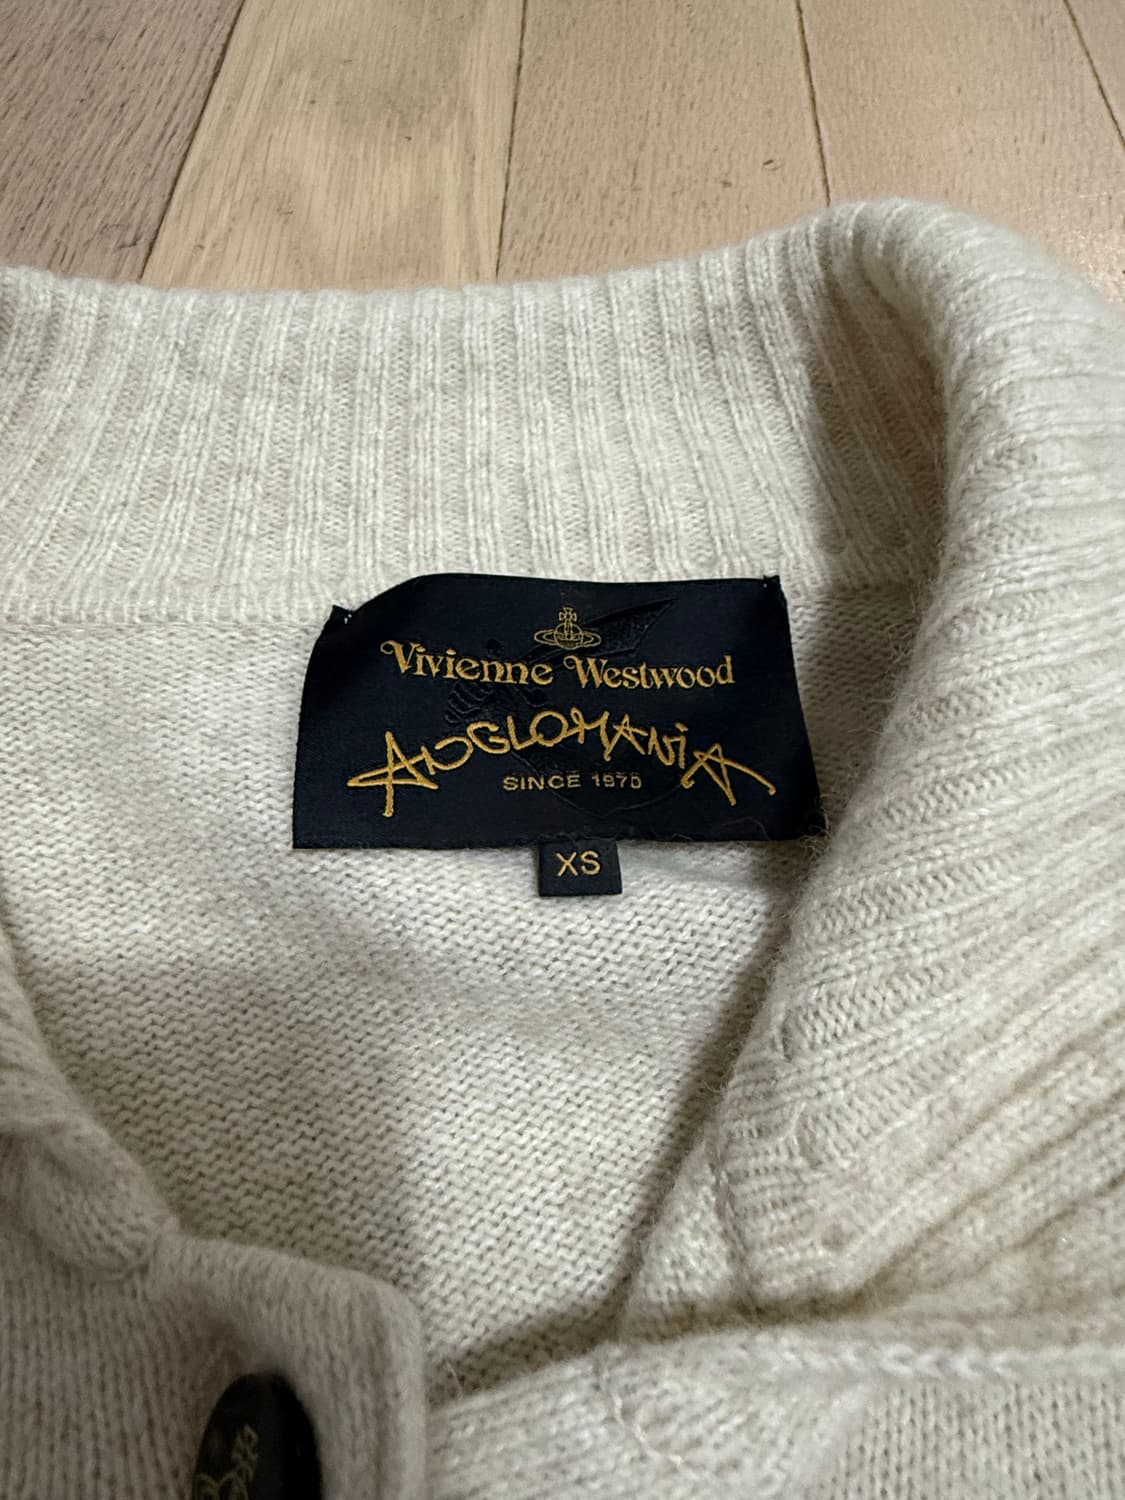 Vivienne Westwood
ANGLOMANiA
SINCE 1970
XS